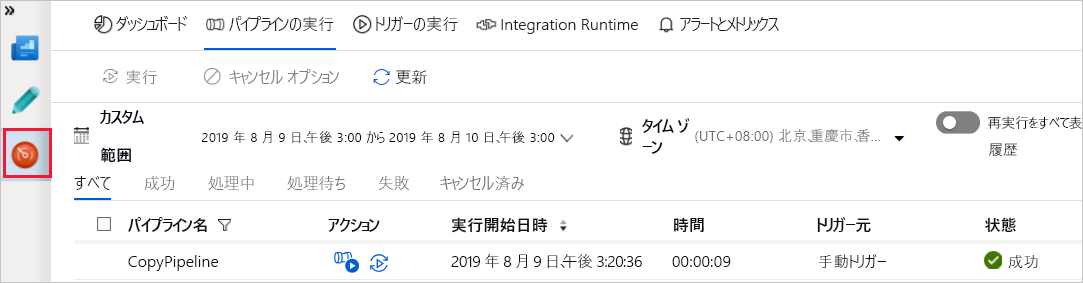 »
ダッシュボード パイプラインの実行 トリガーの実行 Integration Runtime アラートとメトリックス
実行 キャンセル オプション 更新
カスタム
範囲
2019 年 8 月 9 日,午後 3:00 から 2019 年 8 月 10 日,午後 3:00
タイム ゾ
ーン
(UTC+08:00) 北京,重慶市,香...
再実行をすべて表
履歴
すべて 成功 処理中 処理待ち 失敗 キャンセル済み
パイプライン名 アクション 実行開始日時 時間 トリガー元 状態
CopyPipeline 2019 年 8 月 9 日,午後 3:20:36 00:00:09 手動トリガー 成功